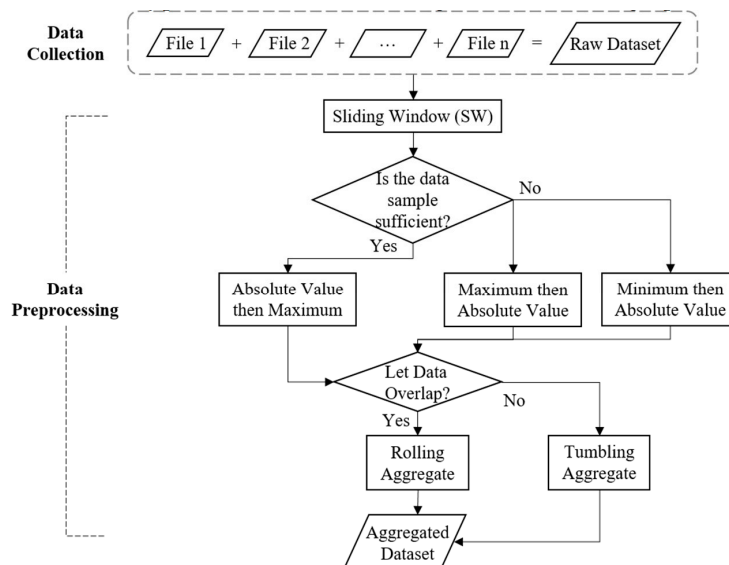 Data
Collection
File 1 + File 2 + ... + File n = Raw Dataset
Sliding Window (SW)
Is the data
sample
sufficient?
No
Yes
Data
Preprocessing
Absolute Value
then Maximum
Maximum then
Absolute Value
Minimum then
Absolute Value
Let Data
Overlap?
No
Yes
Rolling
Aggregate
Tumbling
Aggregate
Aggregated
Dataset